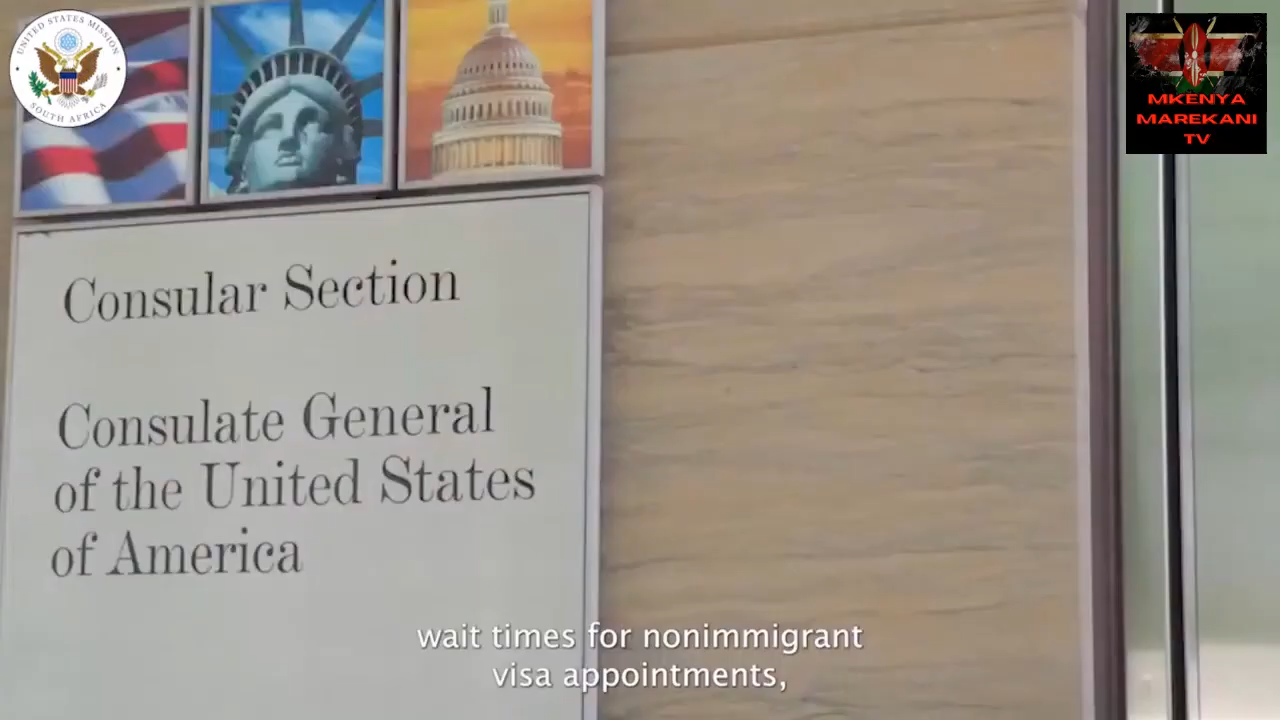 UNITED STATES MISSION
SOUTH AFRICA
MKENYA
MAREKANI
TV
Consular Section
Consulate General
of the United States
of America
wait times for nonimmigrant
visa appointments,